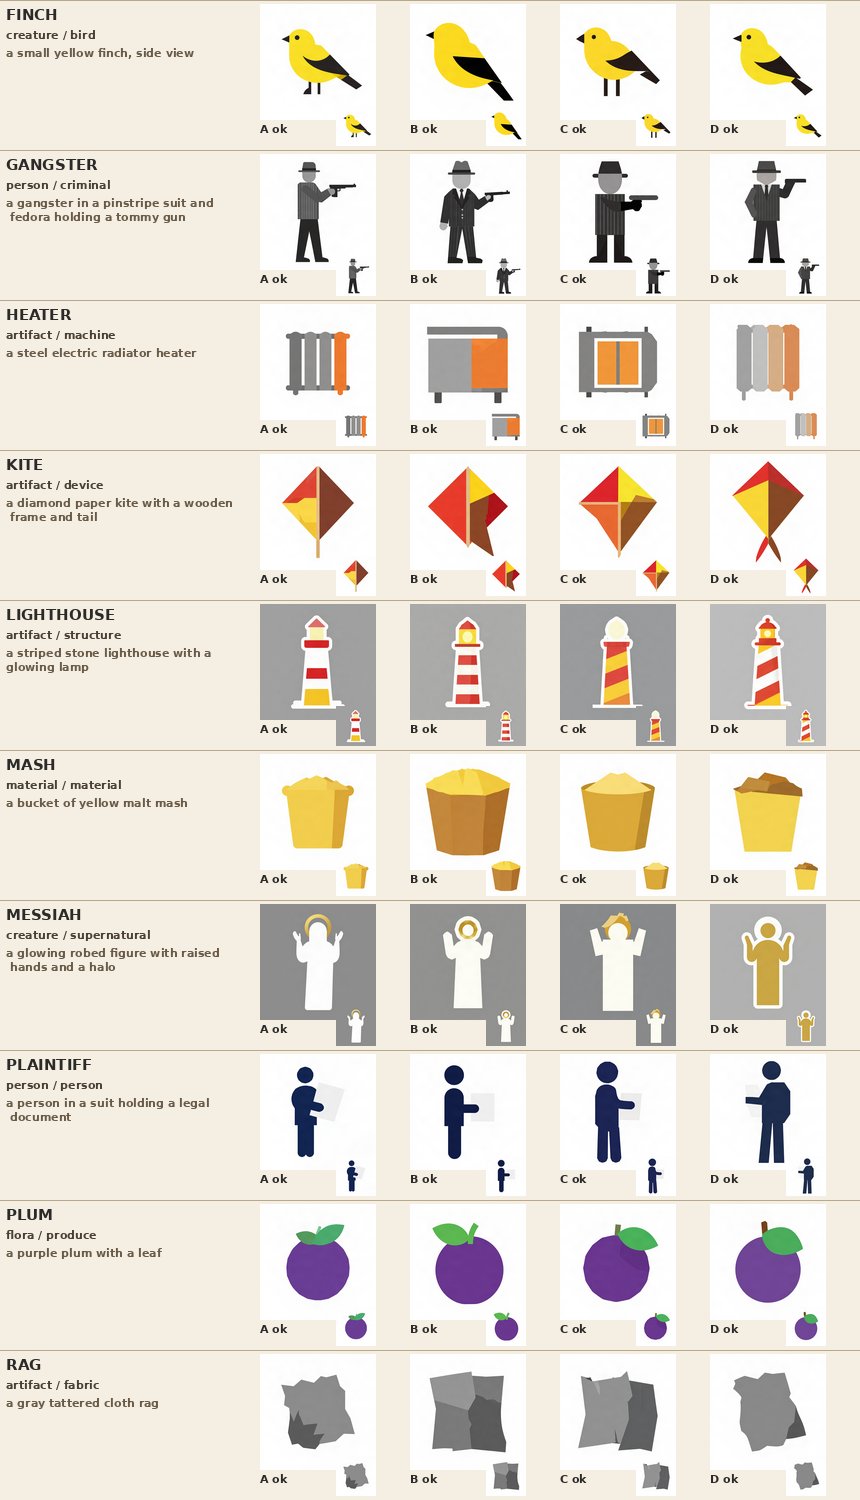 FINCH
creature / bird
a small yellow finch, side view
A ok
B ok
C ok
D ok
GANGSTER
person / criminal
a gangster in a pinstripe suit and
fedora holding a tommy gun
A ok
B ok
C ok
D ok
HEATER
artifact / machine
a steel electric radiator heater
A ok
B ok
C ok
D ok
KITE
artifact / device
a diamond paper kite with a wooden
frame and tail
A ok
B ok
C ok
D ok
LIGHTHOUSE
artifact / structure
a striped stone lighthouse with a
glowing lamp
A ok
B ok
C ok
D ok
MASH
material / material
a bucket of yellow malt mash
A ok
B ok
C ok
D ok
MESSIAH
creature / supernatural
a glowing robed figure with raised
hands and a halo
A ok
B ok
C ok
D ok
PLAINTIFF
person / person
a person in a suit holding a legal
document
A ok
B ok
C ok
D ok
PLUM
flora / produce
a purple plum with a leaf
A ok
B ok
C ok
D ok
RAG
artifact / fabric
a gray tattered cloth rag
A ok
B ok
C ok
D ok